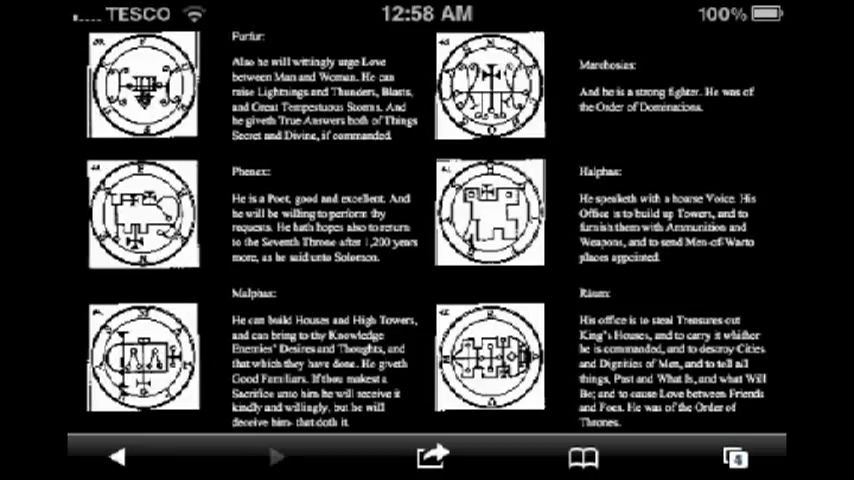 TESCO 12:58 AM 100%
Furfur:
Also he will wittingly urge Love
between Man and Woman. He can
raise Lightnings and Thunders, Blasts,
and Great Tempestuous Storms. And
he giveth True Answers both of Things
Secret and Divine, if commanded.
Marchosias:
And he is a strong fighter. He was of
the Order of Dominations.
Phenex:
He is a Poet, good and excellent. And
he will be willing to perform thy
requests. He hath hopes also to return
to the Seventh Throne after 1,200 years
more, as he said unto Solomon.
Halphas:
He speaketh with a hoarse Voice. His
Office is to build up Towers, and to
furnish them with Ammunition and
Weapons, and to send Men-of-War to
places appointed.
Malphas:
He can build Houses and High Towers,
and can bring to thy Knowledge
Enemies' Desires and Thoughts, and
that which they have done. He giveth
Good Familiars. If thou makest a
Sacrifice unto him he will receive it
kindly and willingly, but he will
deceive him that doth it.
Räum:
His office is to steal Treasures out
King's Houses, and to carry it whither
he is commanded, and to destroy Cities
and Dignities of Men, and to tell all
things, Past and What Is, and what Will
Be; and to cause Love between Friends
and Foes. He was of the Order of
Thrones.
4